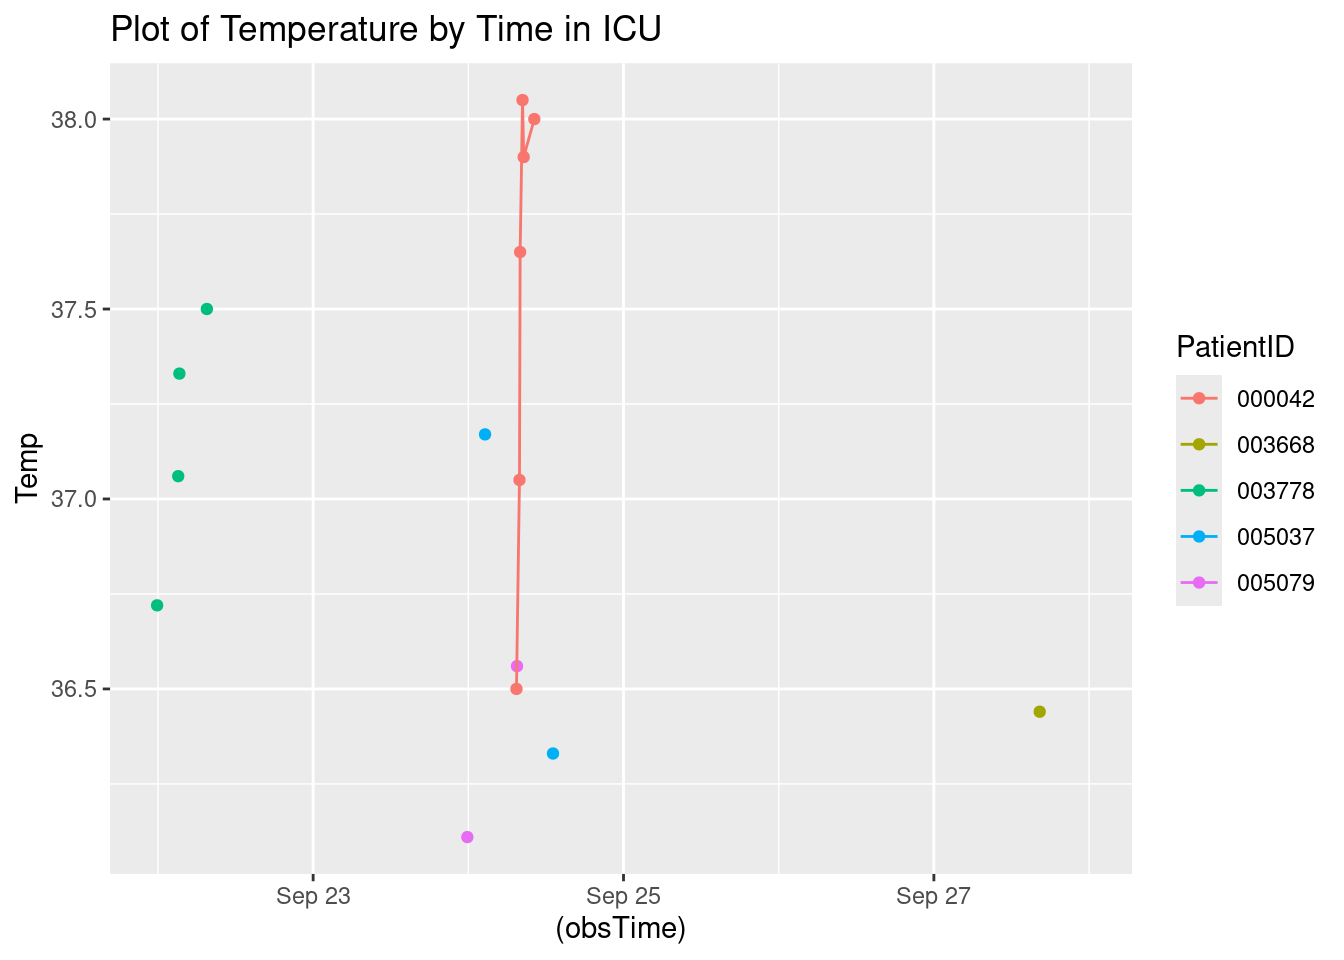 Plot of Temperature by Time in ICU
38.0
37.5
37.0
36.5
Temp
Sep 23
Sep 25
Sep 27
(obsTime)
PatientID
000042
003668
003778
005037
005079